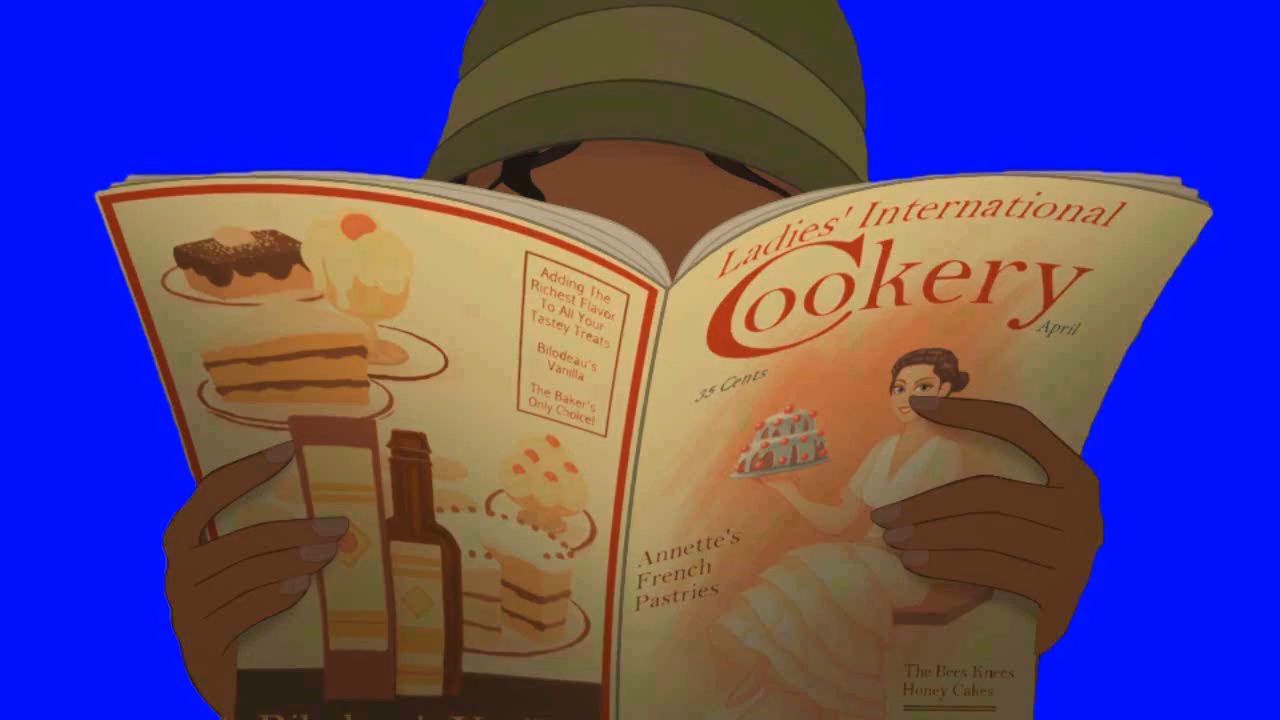 Adding The
Richest Flavor
To All Your
Tastey Treats
Bilodeau's
Vanilla
The Baker's
Only Choice!
Ladies' International
Cookery
April
35 Cents
Annette's
French
Pastries
The Bees Knees
Honey Cakes